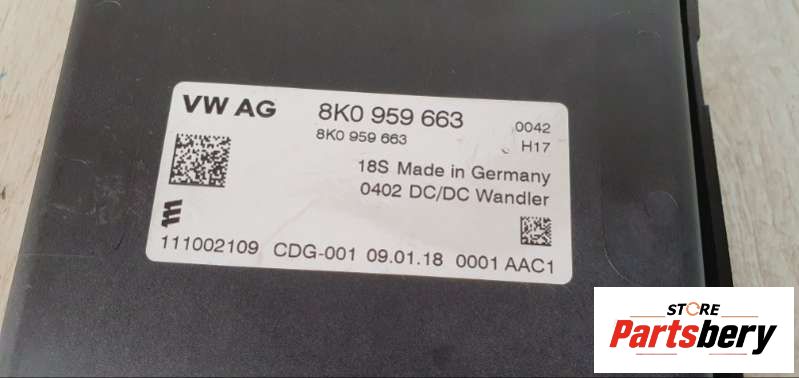 VW AG 8K0 959 663 0042
8K0 959 663 H17
18S Made in Germany
0402 DC/DC Wandler
111002109 CDG-001 09.01.18 0001 AAC1
STORE
Partsbery